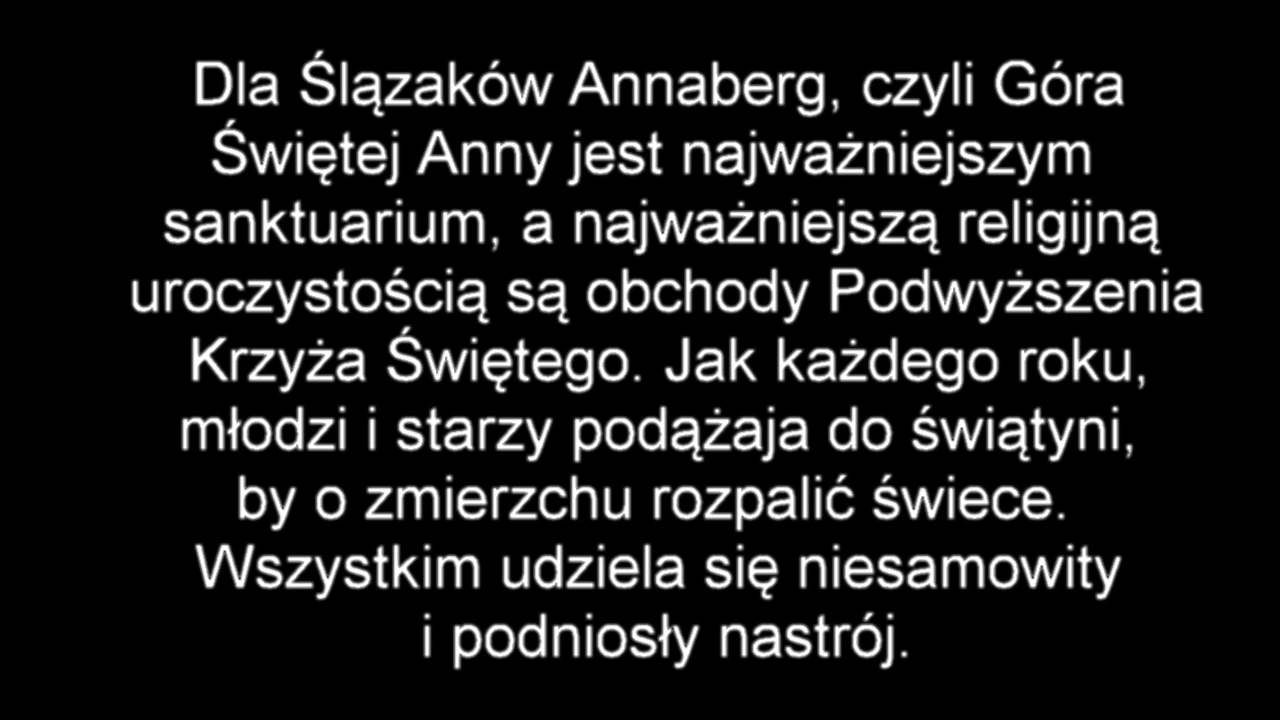 Dla Ślązaków Annaberg, czyli Góra
Świętej Anny jest najważniejszym
sanktuarium, a najważniejszą religijną
uroczystością są obchody Podwyższenia
Krzyża Świętego. Jak każdego roku,
młodzi i starzy podążaja do świątyni,
by o zmierzchu rozpalić świece.
Wszystkim udziela się niesamowity
i podniosły nastrój.